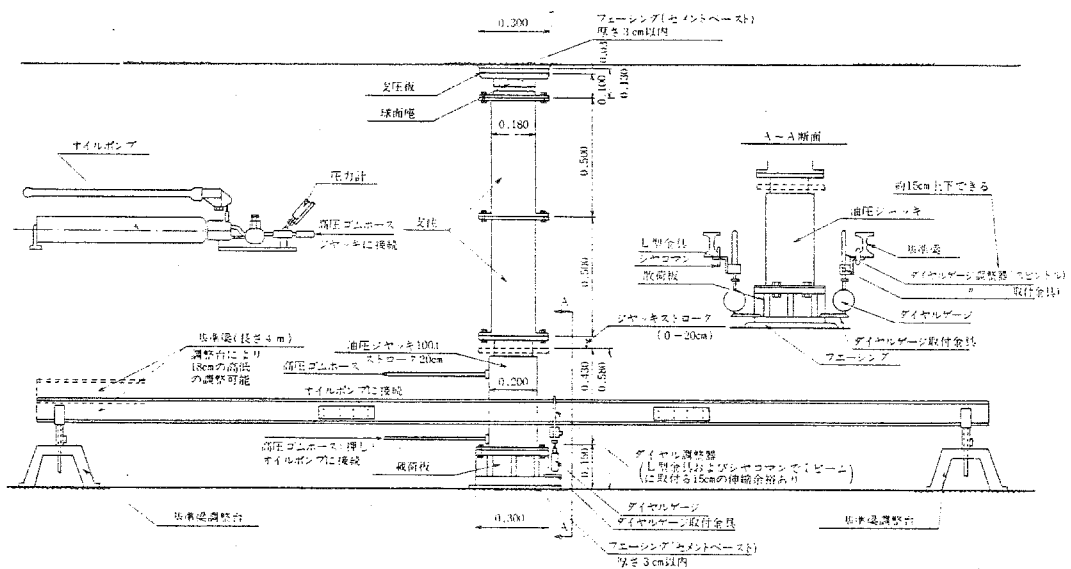 0.300
フェーシング(セメントペースト)
厚さ3cm以内
0.03
0.100
0.130
支圧板
球面座
0.180
A〜A断面
オイルポンプ
圧力計
高圧ゴムホース
ジャッキに接続
支柱
0.500
0.500
約15cm上下できる
油圧ジャッキ
L型金具
シャコマン
載荷板
基準梁
ダイヤルゲージ調整器
取付金具)
ダイヤルゲージ
ダイヤルゲージ取付金具
フェーシング
A
ジャッキストローク
(0-20cm)
基準梁(長さ4m)
調整台により
18cmの高低
の調整可能
油圧ジャッキ100t
ストローク20cm
高圧ゴムホース
オイルポンプに接続
0.200
0.430
0.580
高圧ゴムホース(押し)
オイルポンプに接続
載荷板
0.150
ダイヤル調整器
(L型金具およびシャコマンでIビーム
に取付る15cmの伸縮余裕あり)
基準梁調整台
0.300
A
ダイヤルゲージ
ダイヤルゲージ取付金具
基準梁調整台
フェーシング(セメントペースト)
厚さ3cm以内